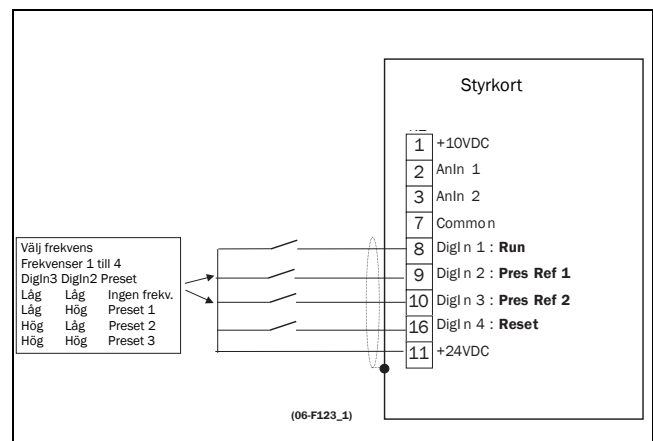 Styrkort
1 +10VDC
2 AnIn 1
3 AnIn 2
7 Common
8 DigIn 1 : Run
9 DigIn 2 : Pres Ref 1
10 DigIn 3 : Pres Ref 2
16 DigIn 4 : Reset
11 +24VDC
Välj frekvens
Frekvenser 1 till 4
DigIn3 DigIn2 Preset
Låg Låg Ingen frekv.
Låg Hög Preset 1
Hög Låg Preset 2
Hög Hög Preset 3
(06-F123_1)